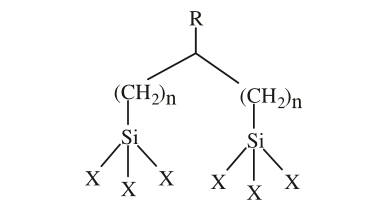 R
(CH₂)n (CH₂)n
Si Si
X X X X X X